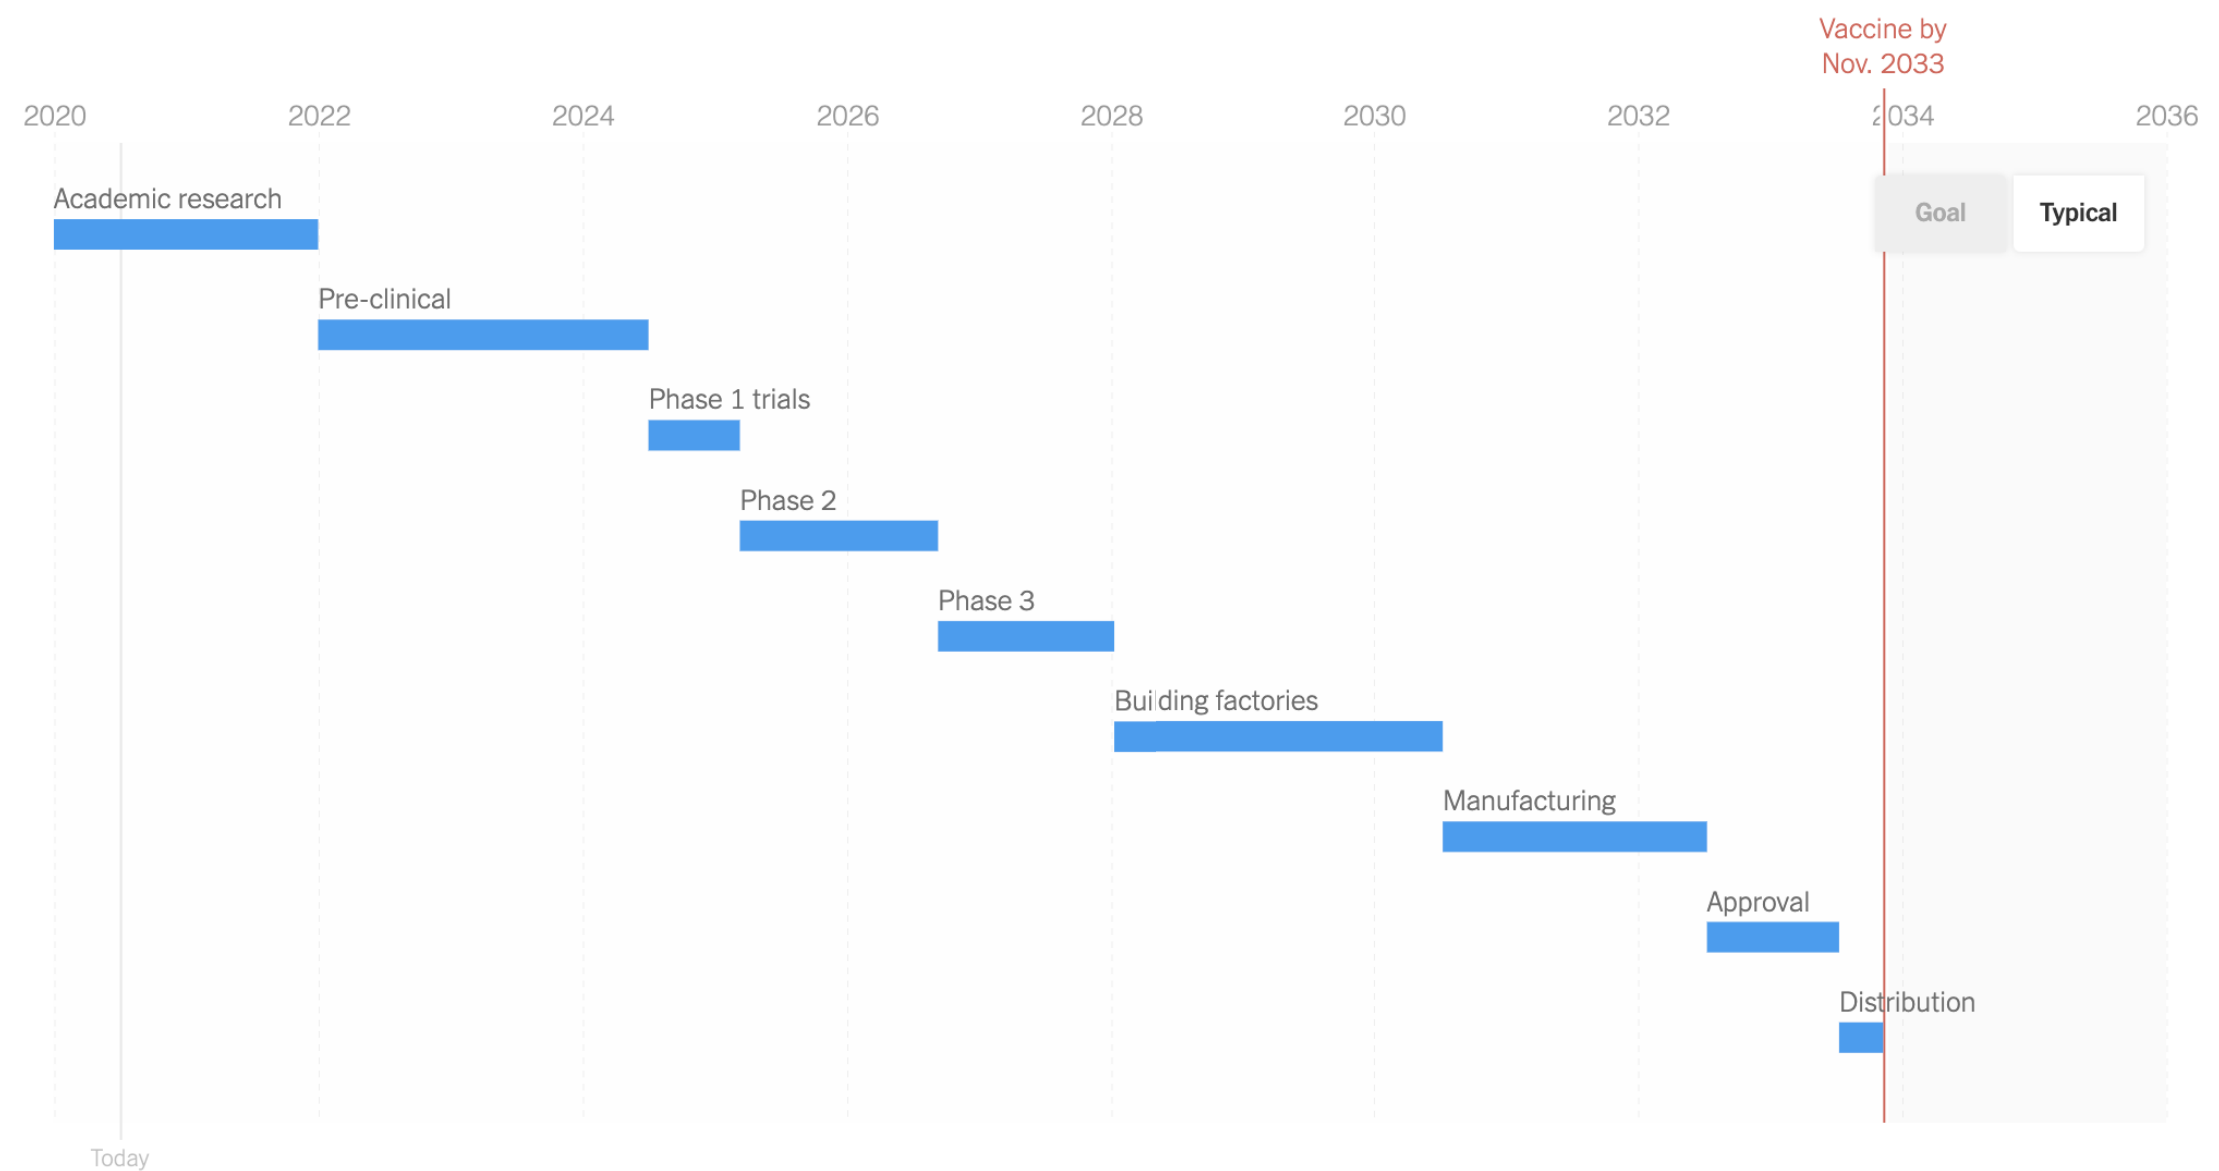 Vaccine by
Nov. 2033
2020 2022 2024 2026 2028 2030 2032 2034 2036
Academic research
Goal Typical
Pre-clinical
Phase 1 trials
Phase 2
Phase 3
Building factories
Manufacturing
Approval
Distribution
Today